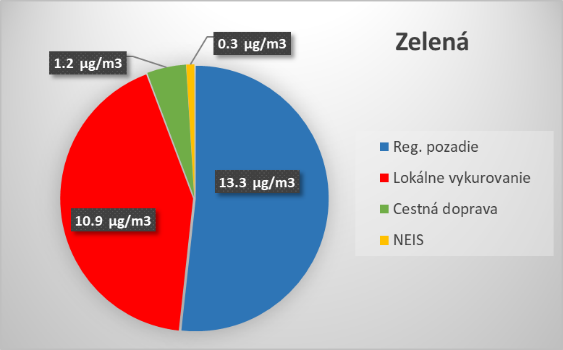 Zelená
0.3 µg/m3
1.2 µg/m3
13.3 µg/m3
10.9 µg/m3
Reg. pozadie
Lokálne vykurovanie
Cestná doprava
NEIS